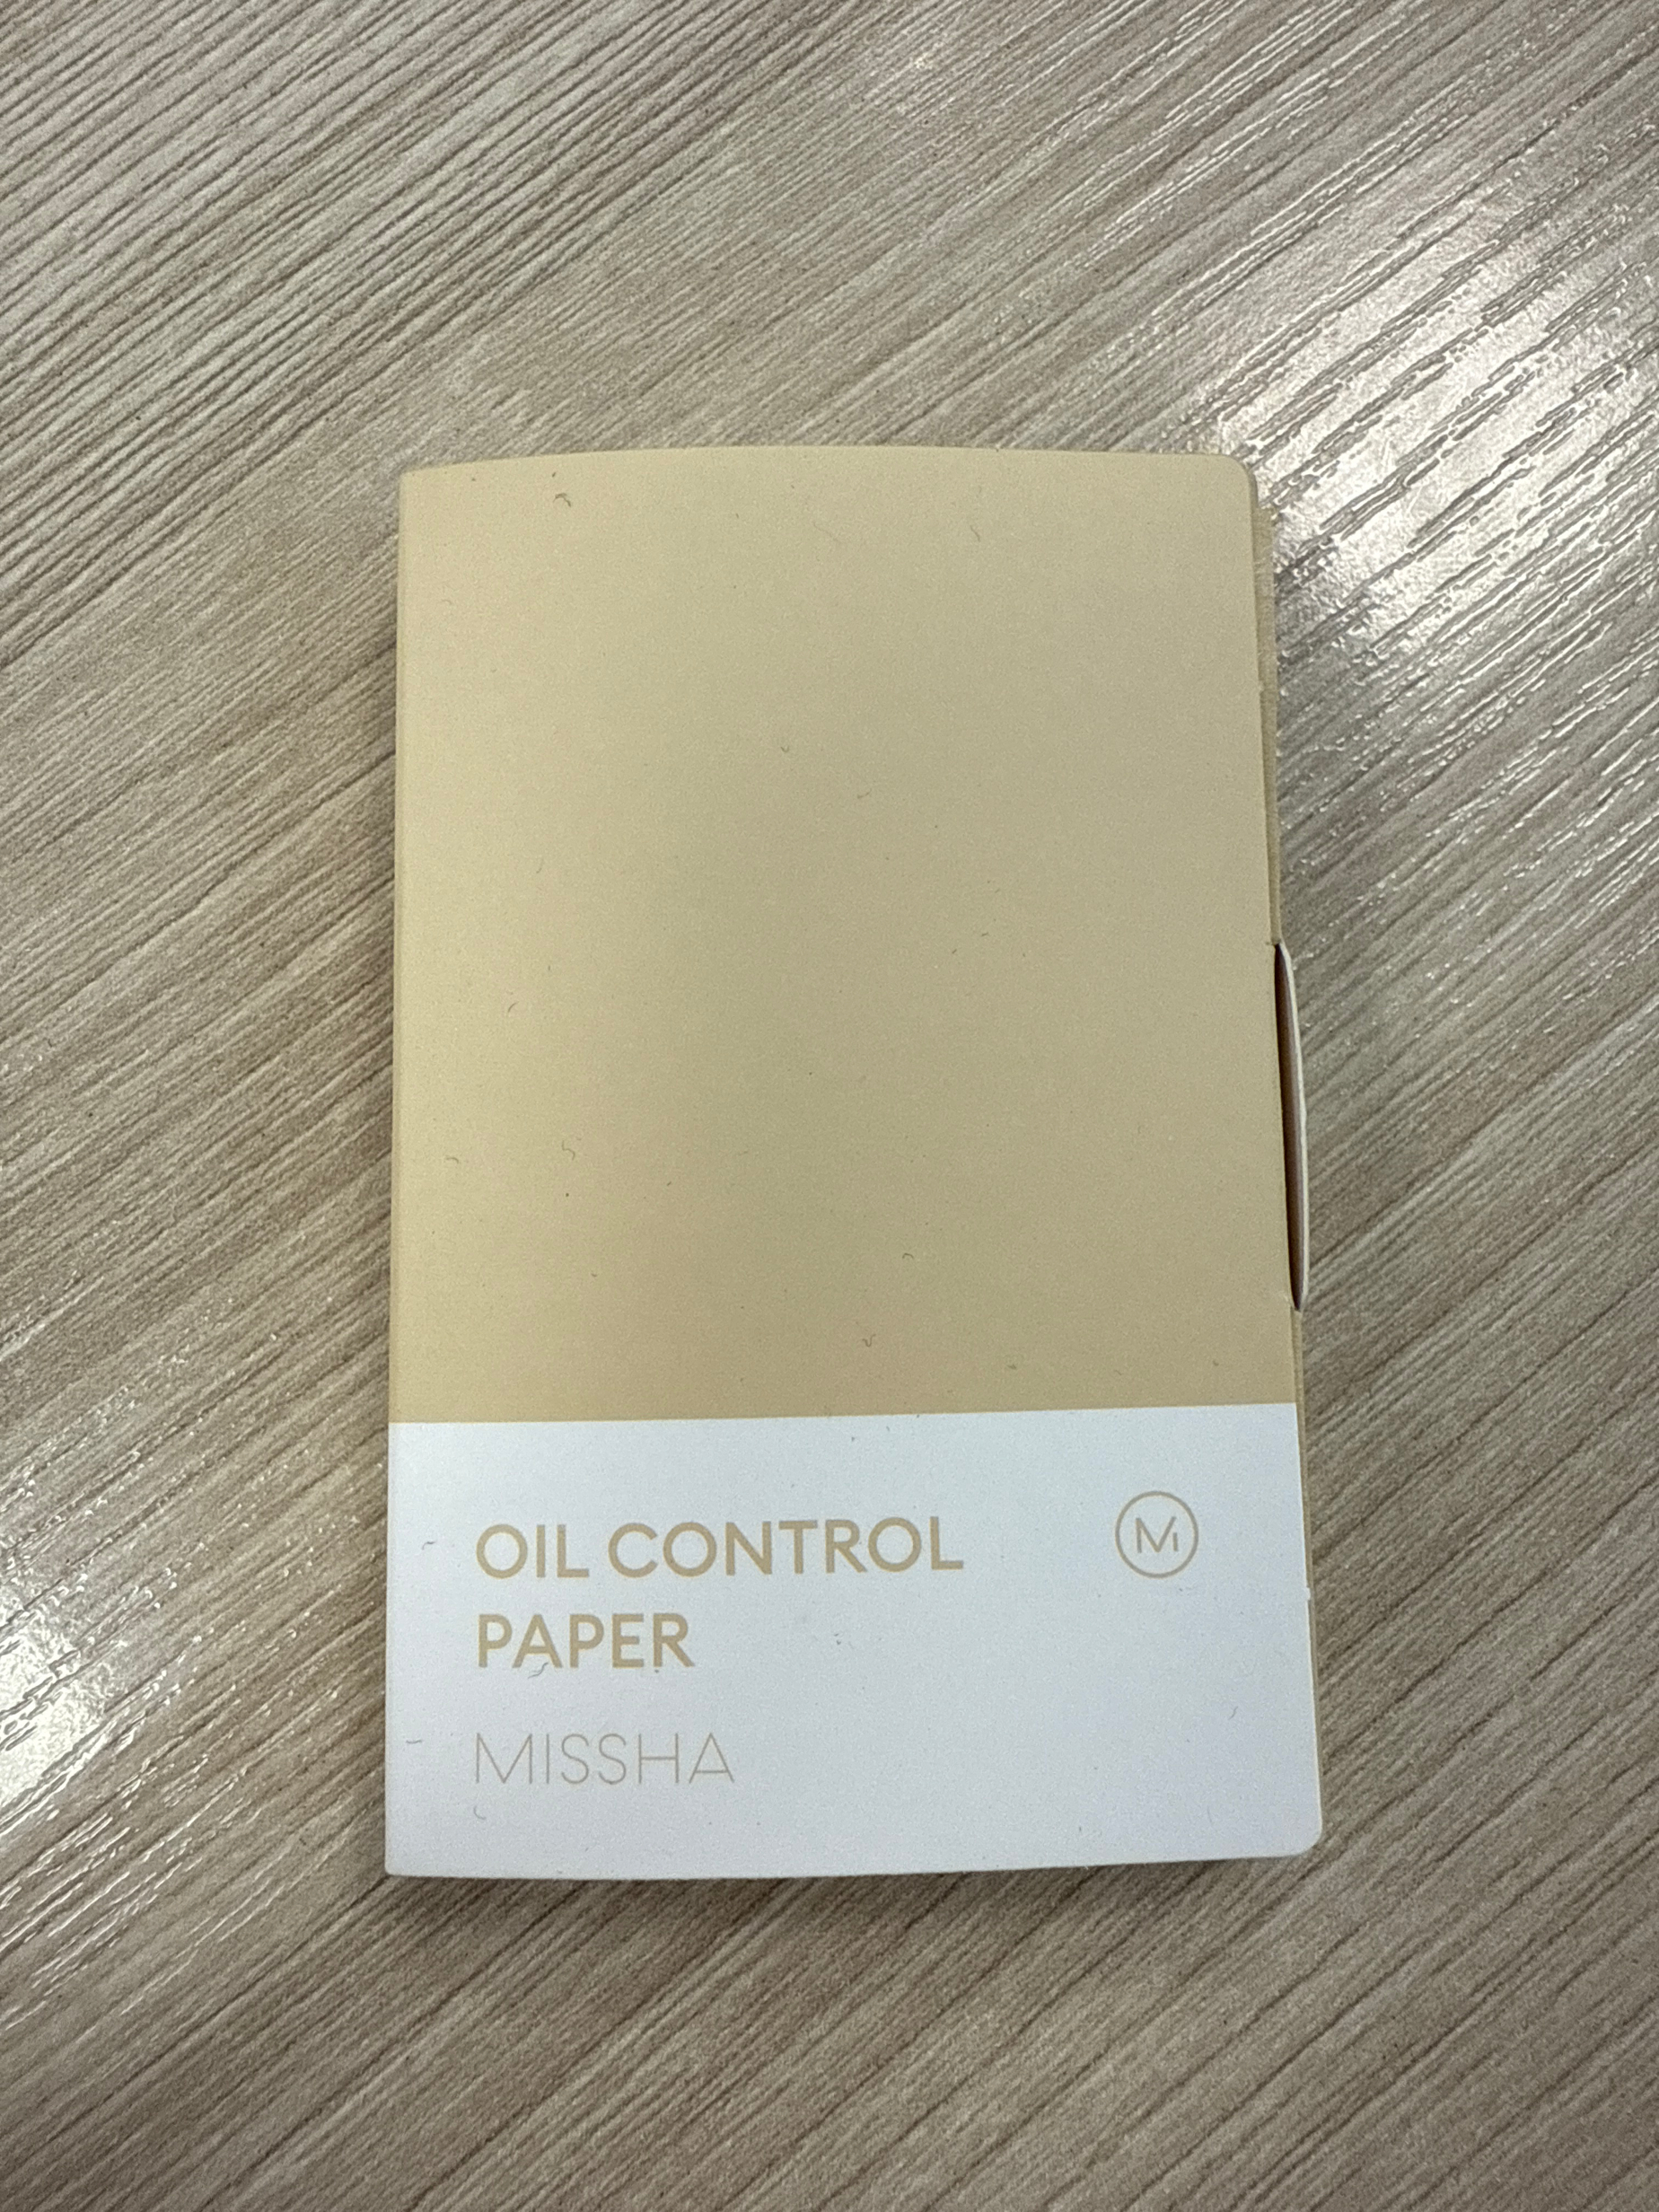 OIL CONTROL
PAPER
M
MISSHA